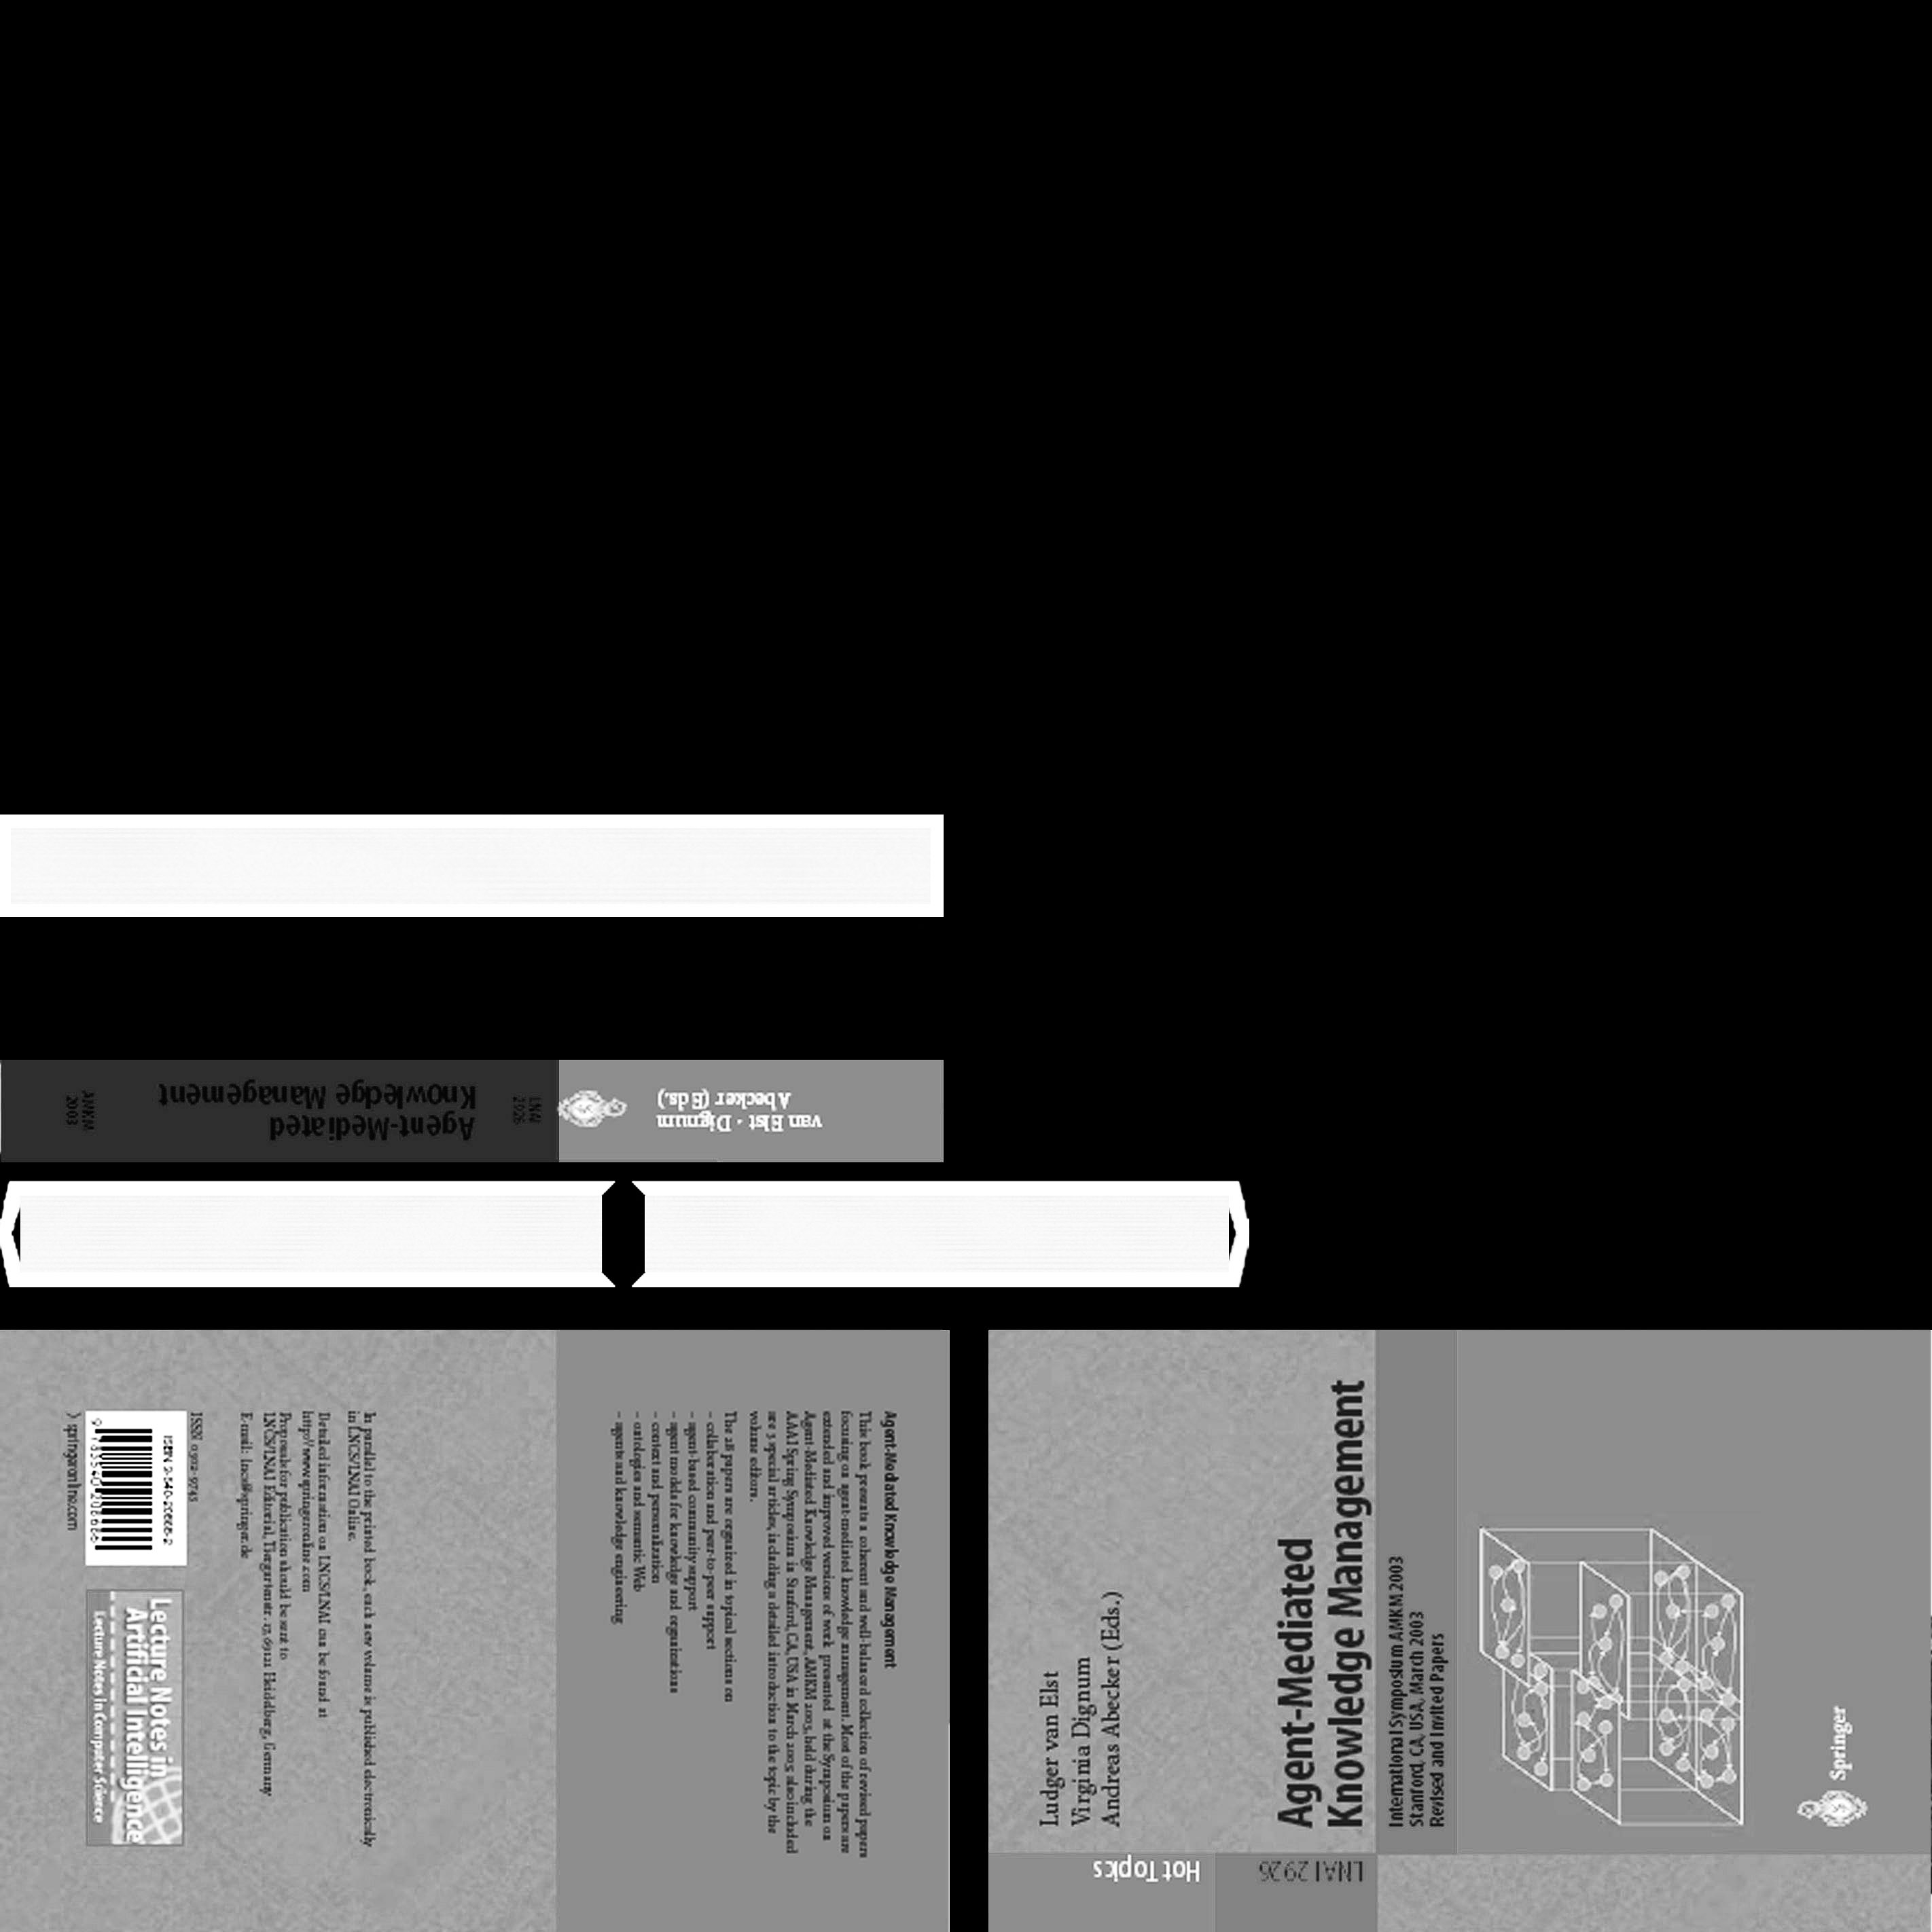 Agent-Mediated
Knowledge Management
AMKM
2003
LNAI
2926
van Elst · Dignum
Abecker (Eds.)
Agent-Mediated Knowledge Management
This book presents a coherent and well-balanced collection of revised papers
focusing on agent-mediated knowledge management. Most of the papers are
extended and improved versions of work presented at the Symposium on
Agent-Mediated Knowledge Management, AMKM 2003, held during the
AAAI Spring Symposium in Stanford, CA, USA in March 2003; also included
are 3 special articles, including a detailed introduction to the topic by the
volume editors.
The 28 papers are organized in topical sections on
– collaboration and peer-to-peer support
– agent-based community support
– agent models for knowledge and organizations
– context and personalization
– ontologies and semantic Web
– agents and knowledge engineering
In parallel to the printed book, each new volume is published electronically
in LNCS/LNAI Online.
Detailed information on LNCS/LNAI can be found at
http://www.springeronline.com
Proposals for publication should be sent to
LNCS/LNAI Editorial, Tiergartenstr. 17, 69121 Heidelberg, Germany
E-mail: lncs@springer.de
ISSN 0302-9743
9 783540 208686
› springeronline.com
Lecture Notes in
Artificial Intelligence
Lecture Notes in Computer Science
Ludger van Elst
Virginia Dignum
Andreas Abecker (Eds.)
Agent-Mediated
Knowledge Management
International Symposium AMKM 2003
Stanford, CA, USA, March 2003
Revised and Invited Papers
Springer
Hot Topics
LNAI 2926